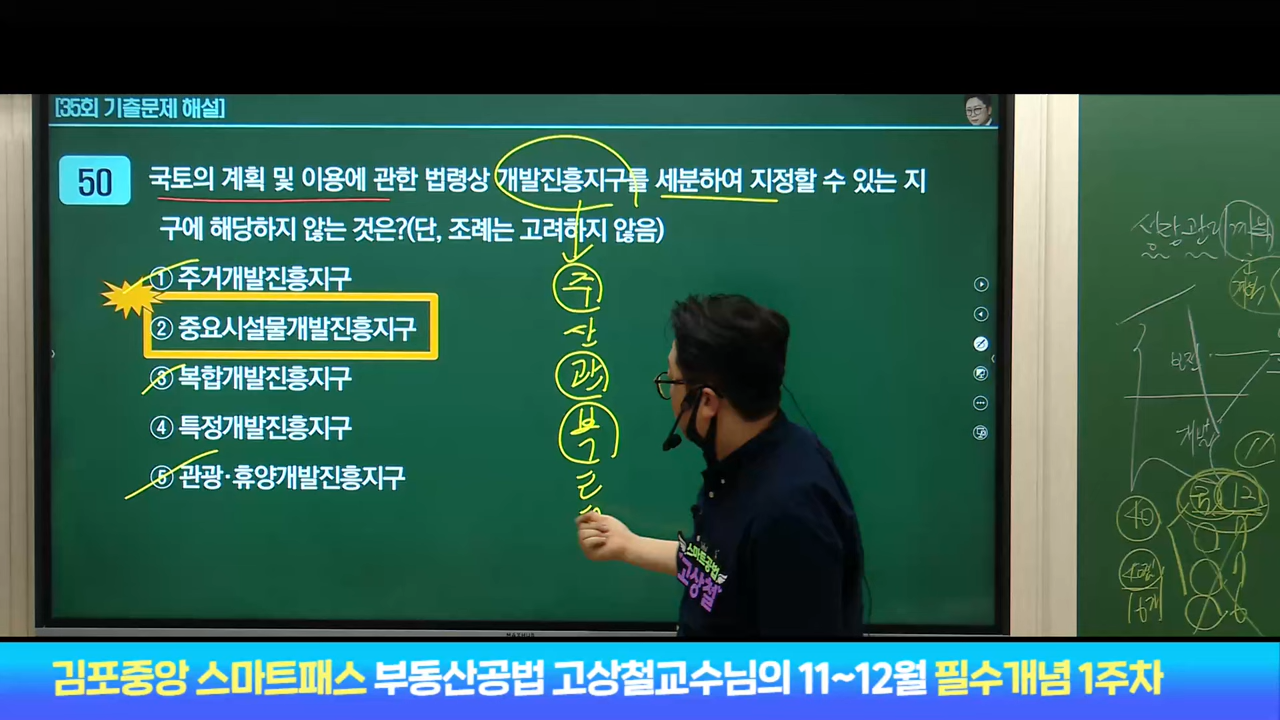 [35회 기출문제 해설]
50 국토의 계획 및 이용에 관한 법령상 개발진흥지구를 세분하여 지정할 수 있는 지
구에 해당하지 않는 것은?(단, 조례는 고려하지 않음)
① 주거개발진흥지구
② 중요시설물개발진흥지구
③ 복합개발진흥지구
④ 특정개발진흥지구
⑤ 관광·휴양개발진흥지구
주
산
관
복
스마트공법
고상철
40
12
김포중앙 스마트패스 부동산공법 고상철교수님의 11~12월 필수개념 1주차